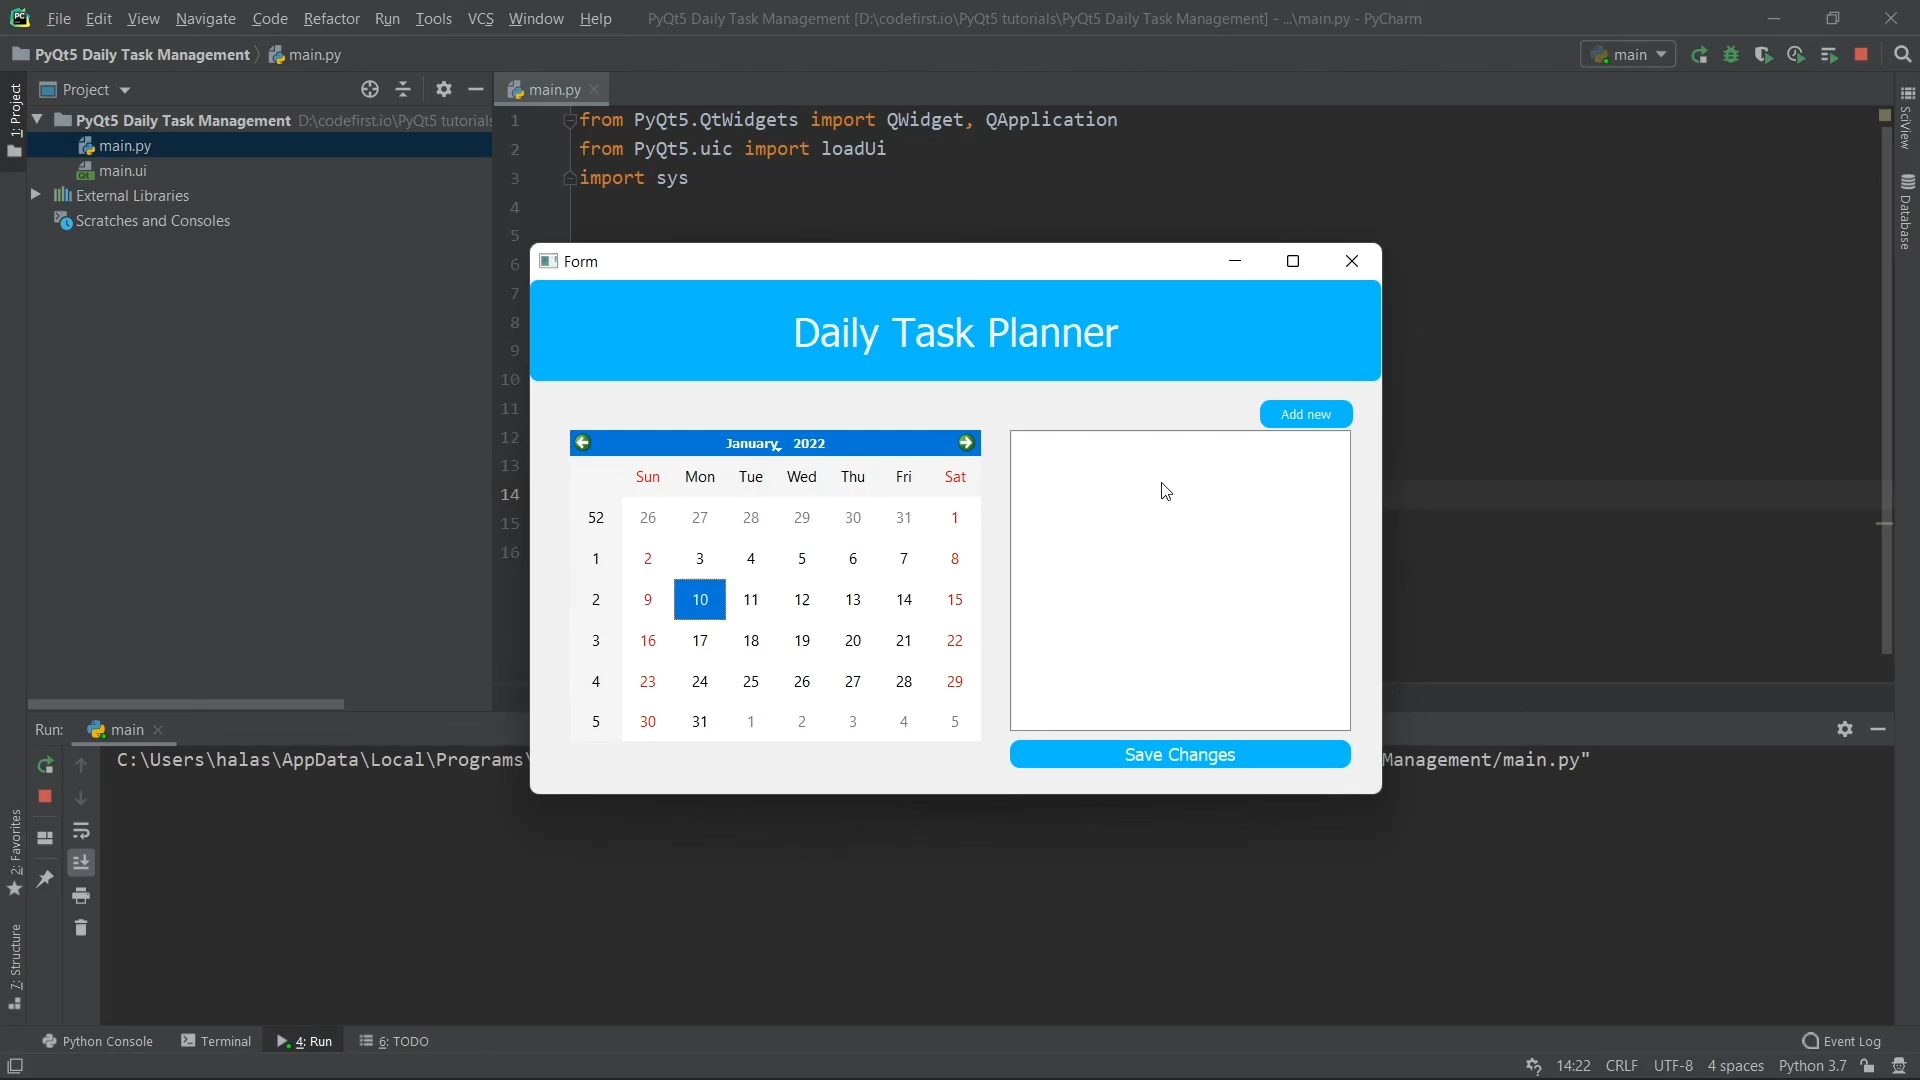 File Edit View Navigate Code Refactor Run Tools VCS Window Help PyQt5 Daily Task Management [D:\codefirst.io\PyQt5 tutorials\PyQt5 Daily Task Management] - ...\main.py - PyCharm
PyQt5 Daily Task Management main.py main
Project main.py
1: Project
PyQt5 Daily Task Management D:\codefirst.io\PyQt5 tutorials
main.py
main.ui
External Libraries
Scratches and Consoles
1 from PyQt5.QtWidgets import QWidget, QApplication
2 from PyQt5.uic import loadUi
3 import sys
4
5
6
7
8
9
10
11
12
13
14
15
16
SciView
Database
Form
Daily Task Planner
Add new
January, 2022
Sun Mon Tue Wed Thu Fri Sat
52 26 27 28 29 30 31 1
1 2 3 4 5 6 7 8
2 9 10 11 12 13 14 15
3 16 17 18 19 20 21 22
4 23 24 25 26 27 28 29
5 30 31 1 2 3 4 5
Save Changes
Run: main
C:\Users\halas\AppData\Local\Programs\ Management/main.py"
2: Favorites
7: Structure
Python Console Terminal 4: Run 6: TODO Event Log
14:22 CRLF UTF-8 4 spaces Python 3.7